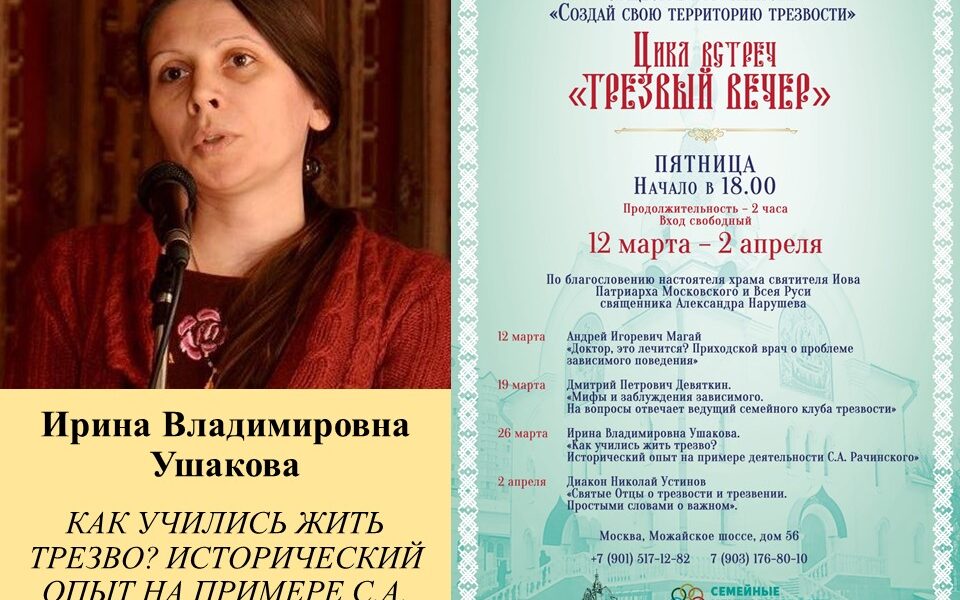 Ирина Владимировна
Ушакова
КАК УЧИЛИСЬ ЖИТЬ
ТРЕЗВО? ИСТОРИЧЕСКИЙ
ОПЫТ НА ПРИМЕРЕ С.А.
«Создай свою территорию трезвости»
Цикл встреч
«ТРЕЗВЫЙ ВЕЧЕР»
ПЯТНИЦА
Начало в 18.00
Продолжительность – 2 часа
Вход свободный
12 марта – 2 апреля
По благословению настоятеля храма святителя Иова
Патриарха Московского и Всея Руси
священника Александра Нарушева
12 марта Андрей Игоревич Магай
«Доктор, это лечится? Приходской врач о проблеме
зависимого поведения»
19 марта Дмитрий Петрович Девяткин.
«Мифы и заблуждения зависимого.
На вопросы отвечает ведущий семейного клуба трезвости»
26 марта Ирина Владимировна Ушакова.
«Как учились жить трезво?
Исторический опыт на примере деятельности С.А. Рачинского»
2 апреля Диакон Николай Устинов
«Святые Отцы о трезвости и трезвении.
Простыми словами о важном».
Москва, Можайское шоссе, дом 56
+7 (901) 517-12-82 7 (903) 176-80-10
СЕМЕЙНЫЕ